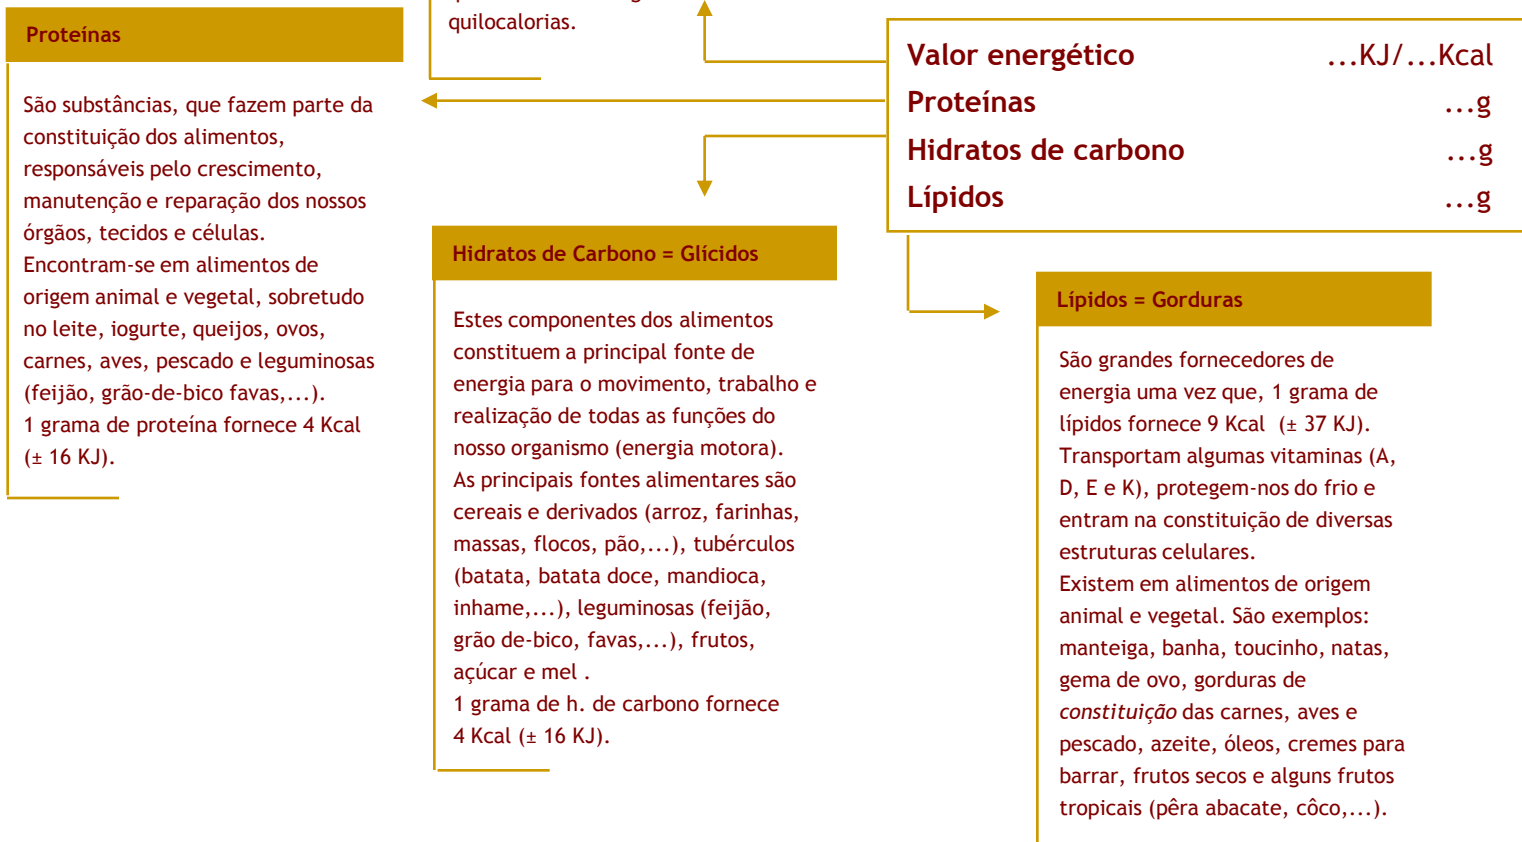 quilocalorias.
Valor energético ...KJ/...Kcal
Proteínas ...g
Hidratos de carbono ...g
Lípidos ...g
Proteínas
São substâncias, que fazem parte da
constituição dos alimentos,
responsáveis pelo crescimento,
manutenção e reparação dos nossos
órgãos, tecidos e células.
Encontram-se em alimentos de
origem animal e vegetal, sobretudo
no leite, iogurte, queijos, ovos,
carnes, aves, pescado e leguminosas
(feijão, grão-de-bico favas,...).
1 grama de proteína fornece 4 Kcal
(± 16 KJ).
Hidratos de Carbono = Glícidos
Estes componentes dos alimentos
constituem a principal fonte de
energia para o movimento, trabalho e
realização de todas as funções do
nosso organismo (energia motora).
As principais fontes alimentares são
cereais e derivados (arroz, farinhas,
massas, flocos, pão,...), tubérculos
(batata, batata doce, mandioca,
inhame,...), leguminosas (feijão,
grão de-bico, favas,...), frutos,
açúcar e mel .
1 grama de h. de carbono fornece
4 Kcal (± 16 KJ).
Lípidos = Gorduras
São grandes fornecedores de
energia uma vez que, 1 grama de
lípidos fornece 9 Kcal (± 37 KJ).
Transportam algumas vitaminas (A,
D, E e K), protegem-nos do frio e
entram na constituição de diversas
estruturas celulares.
Existem em alimentos de origem
animal e vegetal. São exemplos:
manteiga, banha, toucinho, natas,
gema de ovo, gorduras de
constituição das carnes, aves e
pescado, azeite, óleos, cremes para
barrar, frutos secos e alguns frutos
tropicais (pêra abacate, côco,...).